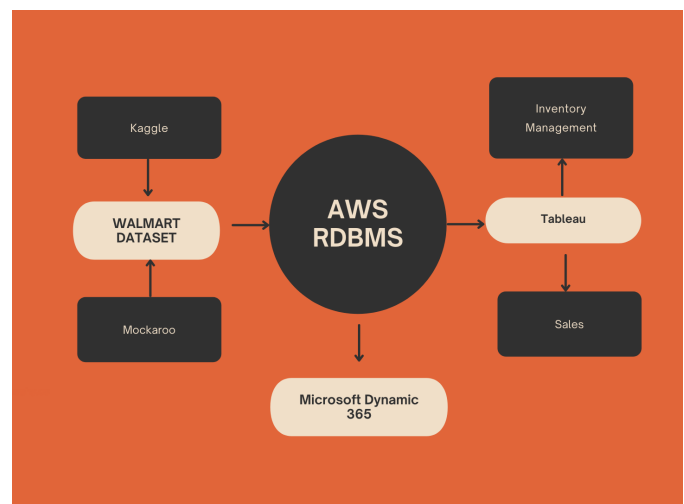 Kaggle
WALMART
DATASET
Mockaroo
AWS
RDBMS
Microsoft Dynamic
365
Inventory
Management
Tableau
Sales